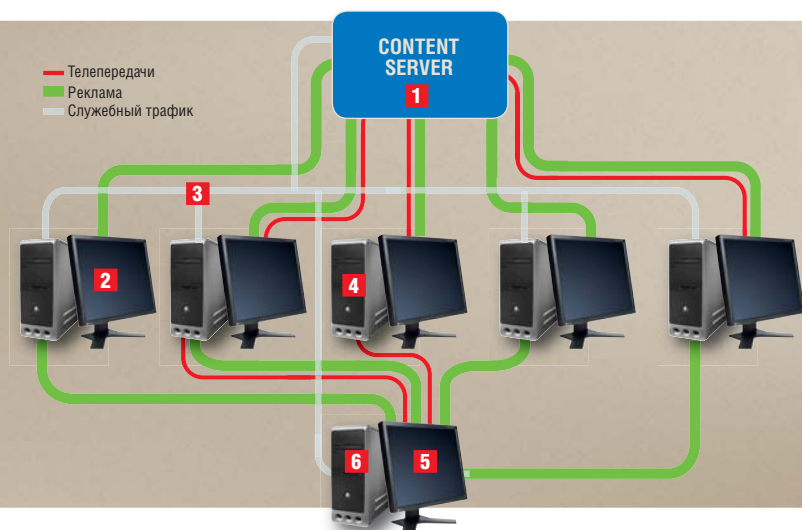 CONTENT
SERVER
1
Телепередачи
Реклама
Служебный трафик
3
2
4
6
5